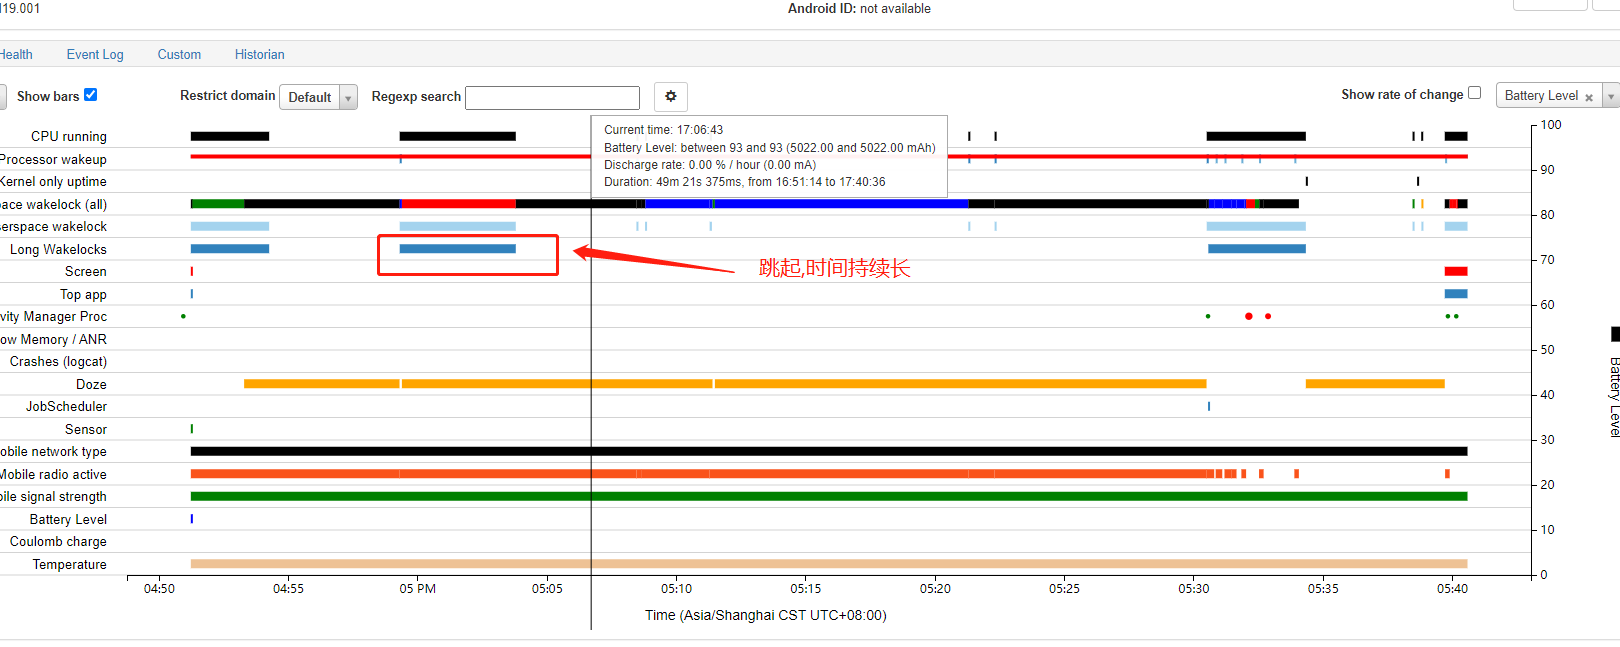 I19.001
Android ID: not available
Health Event Log Custom Historian
Show bars Restrict domain Default Regexp search Show rate of change Battery Level ×
Current time: 17:06:43
Battery Level: between 93 and 93 (5022.00 and 5022.00 mAh)
Discharge rate: 0.00 % / hour (0.00 mA)
Duration: 49m 21s 375ms, from 16:51:14 to 17:40:36
CPU running
Processor wakeup
Kernel only uptime
pace wakelock (all)
serspace wakelock
Long Wakelocks
Screen
Top app
vity Manager Proc
ow Memory / ANR
Crashes (logcat)
Doze
JobScheduler
Sensor
obile network type
Mobile radio active
bile signal strength
Battery Level
Coulomb charge
Temperature
跳起,时间持续长
100
90
80
70
60
50
40
30
20
10
0
Battery Level
04:50 04:55 05 PM 05:05 05:10 05:15 05:20 05:25 05:30 05:35 05:40
Time (Asia/Shanghai CST UTC+08:00)